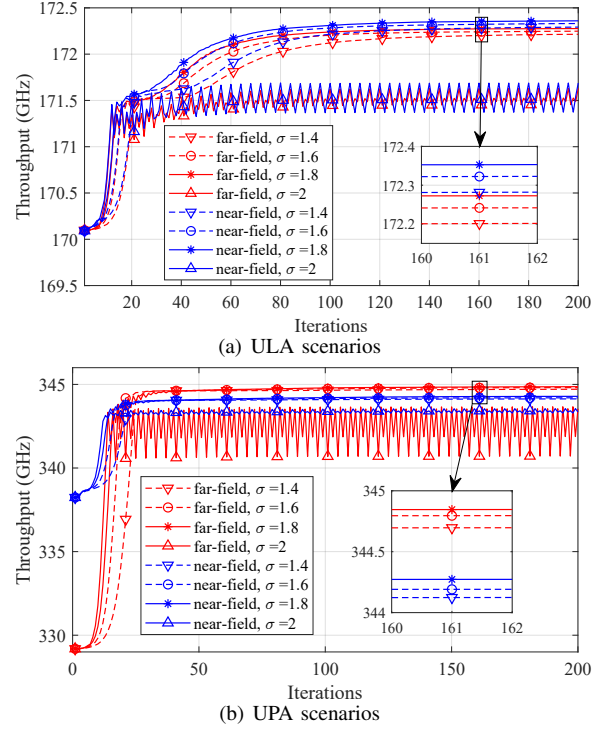 172.5
172
171.5
171
170.5
170
169.5
Throughput (GHz)
far-field, σ =1.4
far-field, σ =1.6
far-field, σ =1.8
far-field, σ =2
near-field, σ =1.4
near-field, σ =1.6
near-field, σ =1.8
near-field, σ =2
172.4
172.3
172.2
160 161 162
20 40 60 80 100 120 140 160 180 200
Iterations
(a) ULA scenarios
345
340
335
330
Throughput (GHz)
far-field, σ =1.4
far-field, σ =1.6
far-field, σ =1.8
far-field, σ =2
near-field, σ =1.4
near-field, σ =1.6
near-field, σ =1.8
near-field, σ =2
345
344.5
344
160 161 162
0 50 100 150 200
Iterations
(b) UPA scenarios